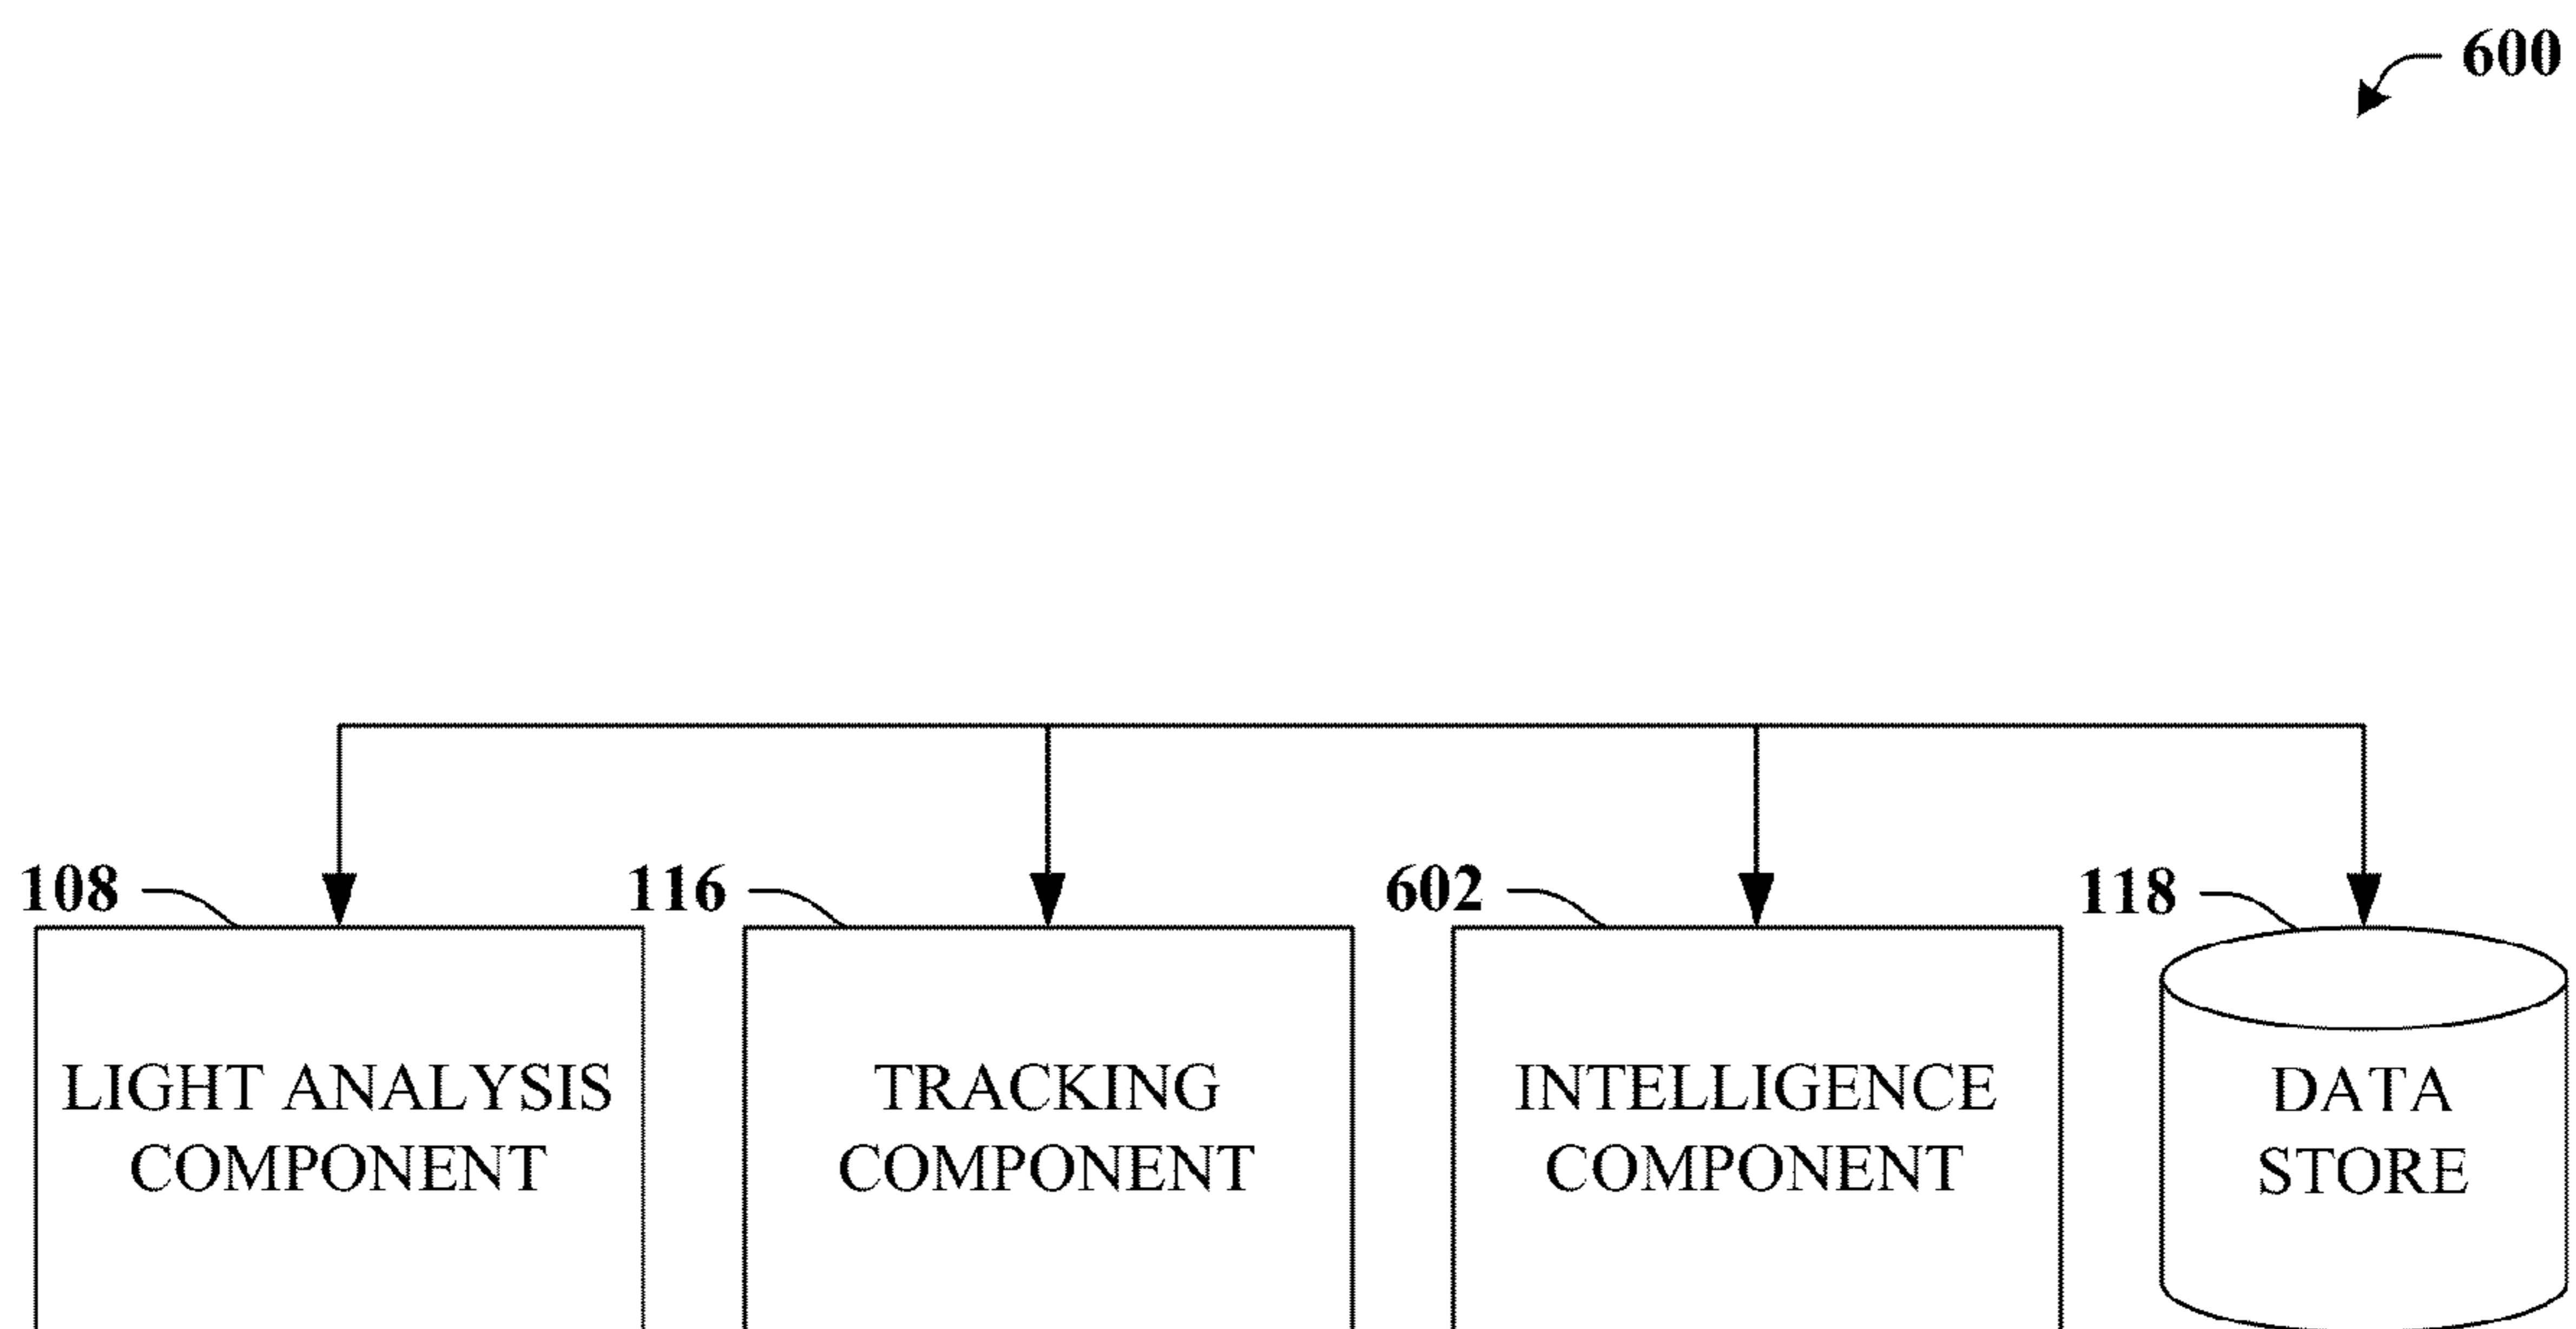 600
108
116
602
118
LIGHT ANALYSIS
COMPONENT
TRACKING
COMPONENT
INTELLIGENCE
COMPONENT
DATA
STORE